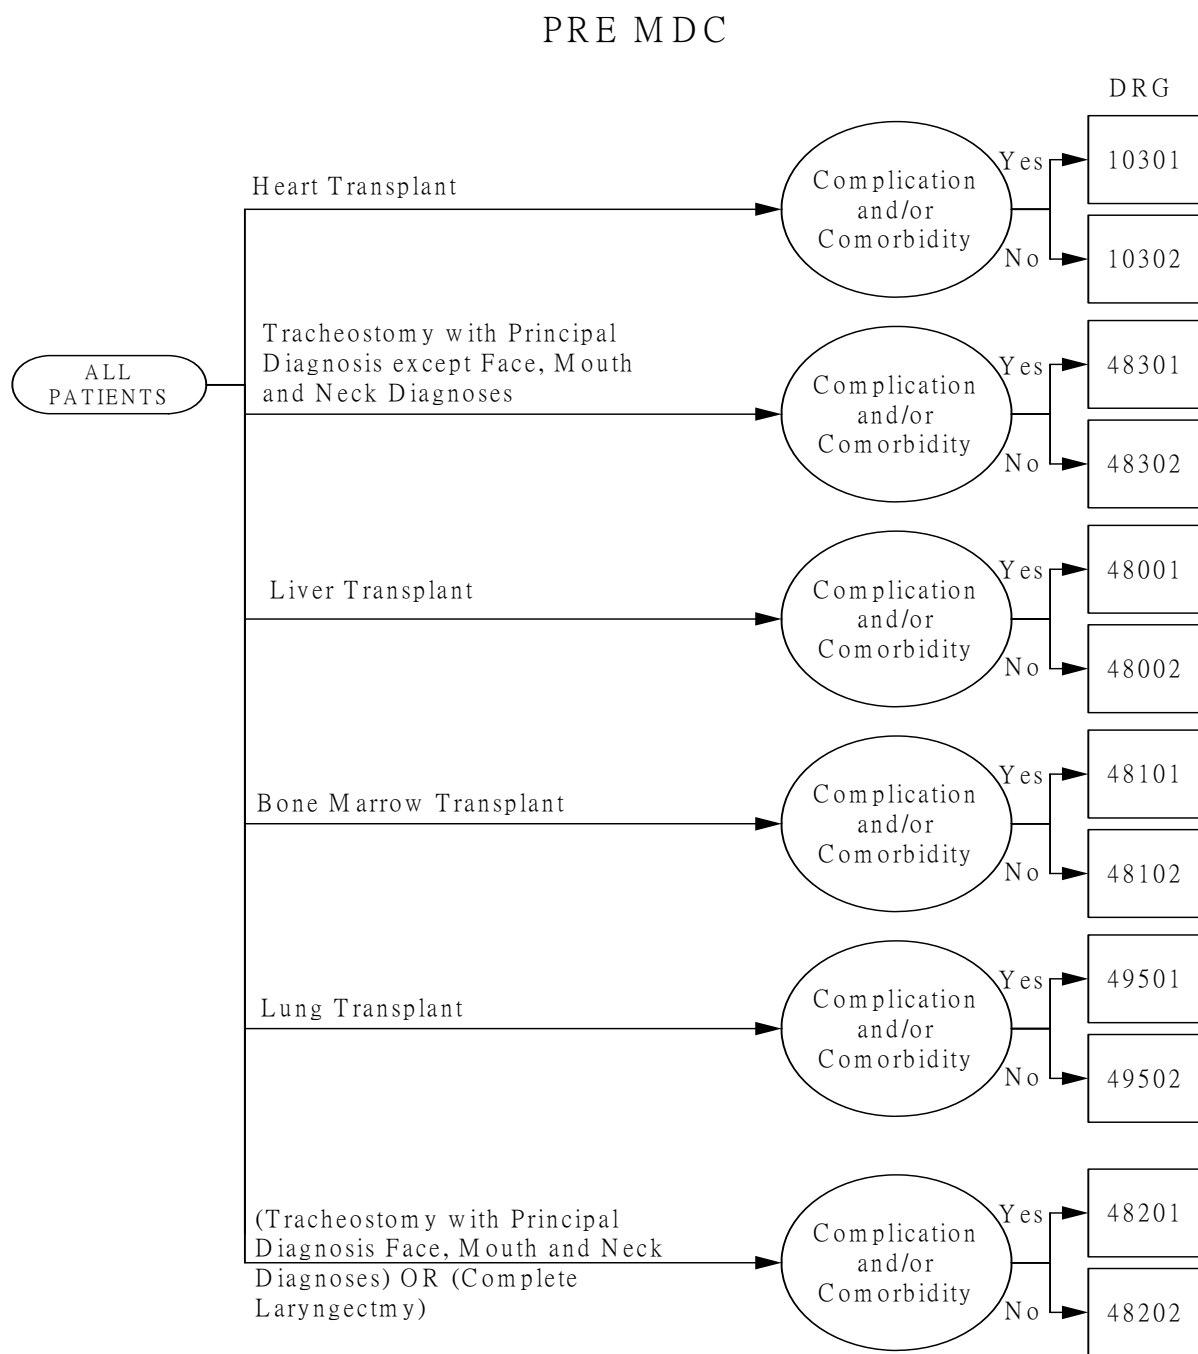 PRE MDC
DRG
Heart Transplant
Complication
and/or
Comorbidity
Yes
10301
No
10302
ALL
PATIENTS
Tracheostomy with Principal
Diagnosis except Face, Mouth
and Neck Diagnoses
Complication
and/or
Comorbidity
Yes
48301
No
48302
Liver Transplant
Complication
and/or
Comorbidity
Yes
48001
No
48002
Bone Marrow Transplant
Complication
and/or
Comorbidity
Yes
48101
No
48102
Lung Transplant
Complication
and/or
Comorbidity
Yes
49501
No
49502
(Tracheostomy with Principal
Diagnosis Face, Mouth and Neck
Diagnoses) OR (Complete
Laryngectmy)
Complication
and/or
Comorbidity
Yes
48201
No
48202